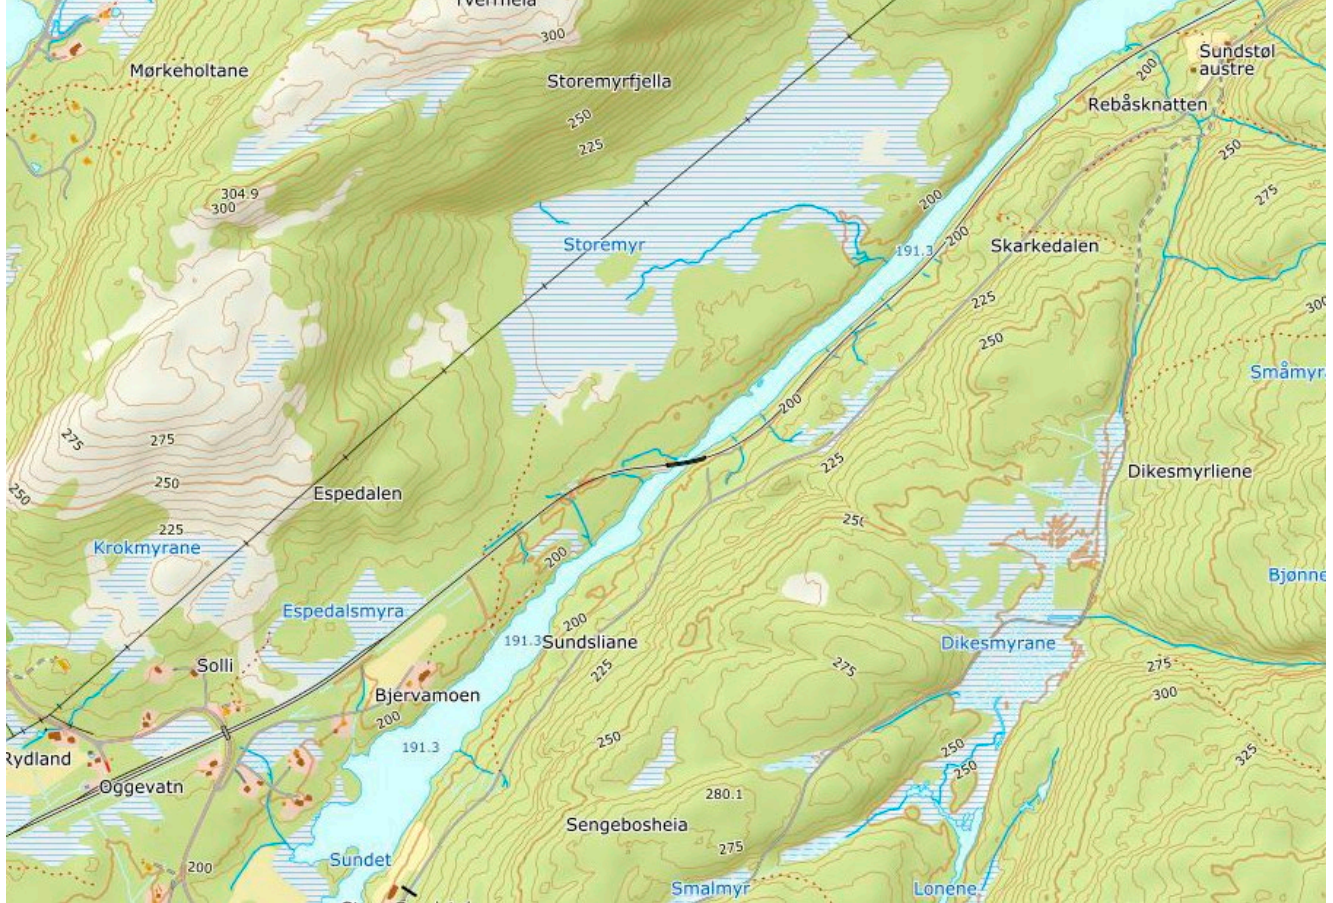 300
Mørkeholtane
Storemyrfjella
Sundstøl
austre
200
Rebåsknatten
250
225
250
304.9
300
275
200
Storemyr
191.3
200
Skarkedalen
225
250
275
275
200
250
250
225
Espedalen
225
Dikesmyrliene
Krokmyrane
200
Espedalsmyra
191.3
200
Sundsliane
Dikesmyrane
Solli
225
275
275
Bjervamoen
300
200
191.3
250
250
325
Rydland
250
Oggevatn
280.1
Sengebosheia
275
200
Sundet
Smalmyr
Lonene